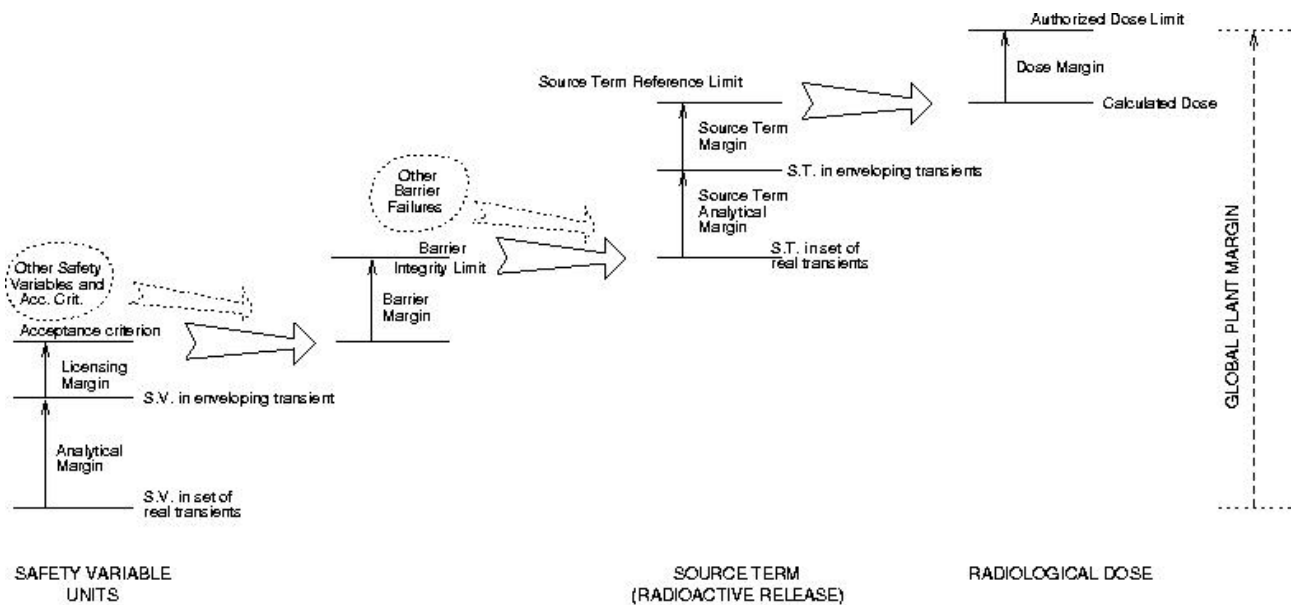 Authorized Dose Limit
Dose Margin
Calculated Dose
Source Term Reference Limit
Source Term
Margin
S.T. in enveloping transients
Source Term
Analytical
Margin
S.T. in set of
real transients
Other
Barrier
Failures
Barrier
Integrity Limit
Barrier
Margin
Other Safety
Variables and
Acc. Crit.
Acceptance criterion
Licensing
Margin
S.V. in enveloping transient
Analytical
Margin
S.V. in set of
real transients
GLOBAL PLANT MARGIN
SAFETY VARIABLE
UNITS
SOURCE TERM
(RADIOACTIVE RELEASE)
RADIOLOGICAL DOSE